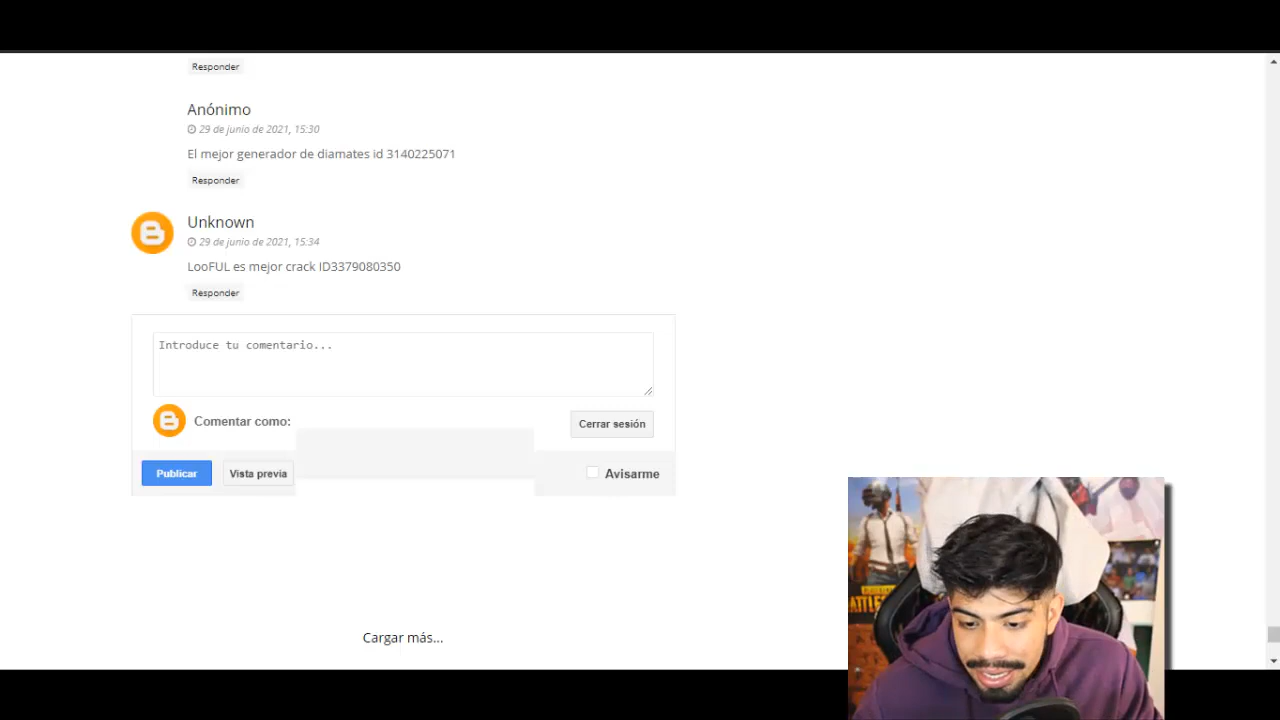 Responder
Anónimo
29 de junio de 2021, 15:30
El mejor generador de diamates id 3140225071
Responder
Unknown
29 de junio de 2021, 15:34
LooFUL es mejor crack ID3379080350
Responder
Introduce tu comentario...
Comentar como:
Cerrar sesión
Publicar
Vista previa
Avisarme
Cargar más...